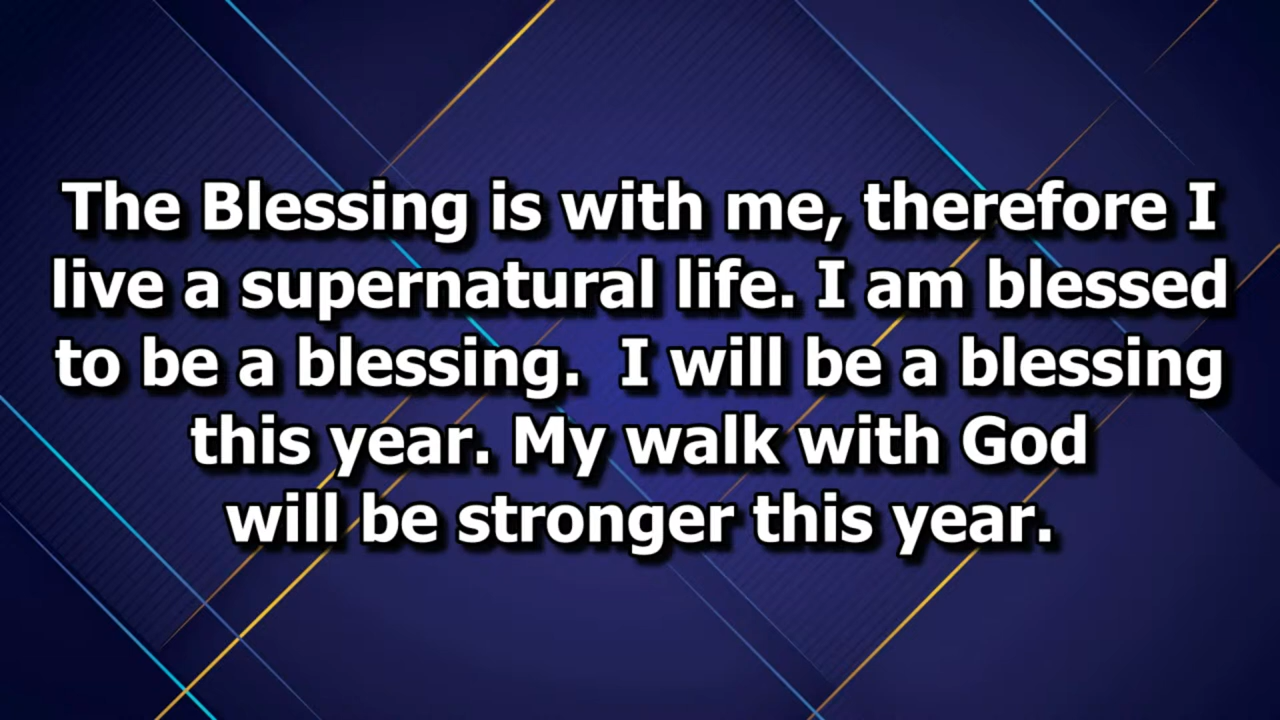 The Blessing is with me, therefore I
live a supernatural life. I am blessed
to be a blessing.  I will be a blessing
this year. My walk with God
will be stronger this year.